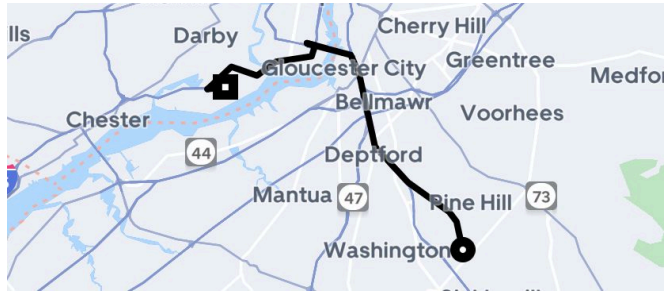 lls
Darby
Cherry Hill
Greentree
Gloucester City
Medfor
Bellmawr
Chester
Voorhees
44
Deptford
Mantua
47
Pine Hill
73
Washington